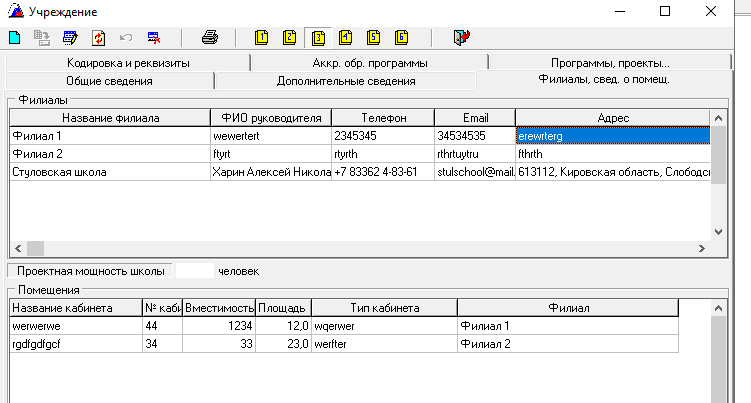 Учреждение
1 2 3 4 5 6
Кодировка и реквизиты Аккр. обр. программы Программы, проекты...
Общие сведения Дополнительные сведения Филиалы, свед. о помещ.
Филиалы
Название филиала ФИО руководителя Телефон Email Адрес
Филиал 1 wewertert 2345345 34534535 erewrterg
Филиал 2 ftyrt rtyrth rthrtuytru fthrth
Стуловская школа Харин Алексей Никола +7 83362 4-83-61 stulschool@mail. 613112, Кировская область, Слободс
Проектная мощность школы человек
Помещения
Название кабинета № каби Вместимость Площадь Тип кабинета Филиал
werwerwe 44 1234 12,0 wqerwer Филиал 1
rgdfgdfgcf 34 33 23,0 werfter Филиал 2